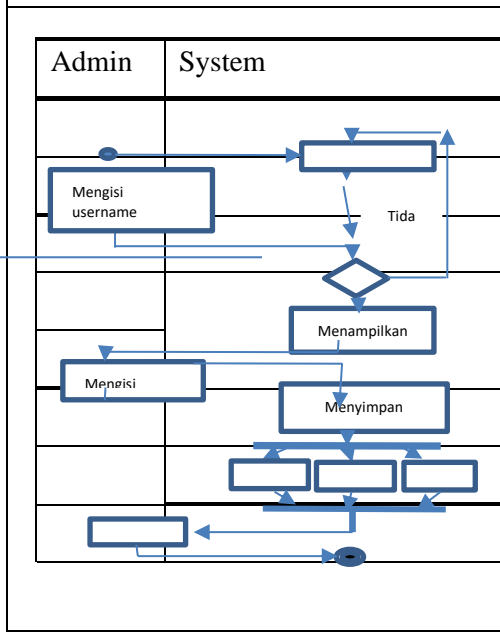 Admin
System
Mengisi
username
Tida
Menampilkan
Mengisi
Menyimpan